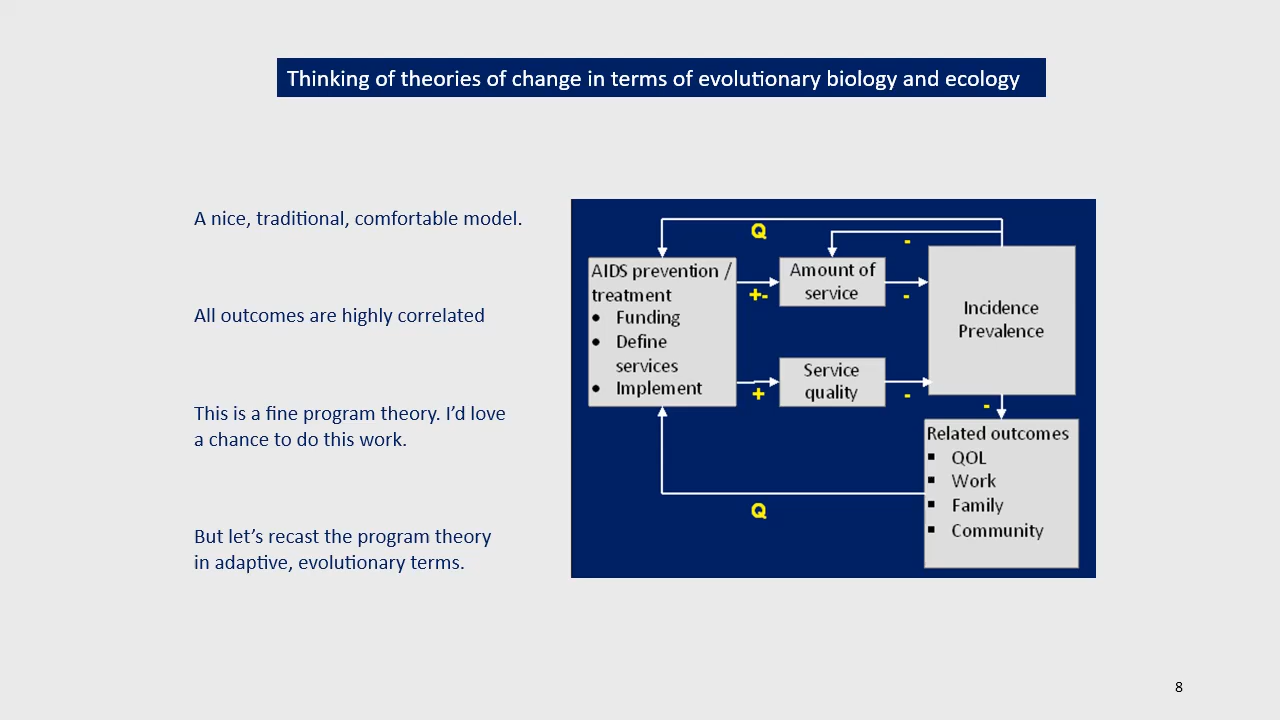 Thinking of theories of change in terms of evolutionary biology and ecology
A nice, traditional, comfortable model.
All outcomes are highly correlated
This is a fine program theory. I’d love
a chance to do this work.
But let’s recast the program theory
in adaptive, evolutionary terms.
Q
-
AIDS prevention /
treatment
• Funding
• Define
services
• Implement
+-
Amount of
service
-
Incidence
Prevalence
+
Service
quality
-
-
Related outcomes
▪ QOL
▪ Work
▪ Family
▪ Community
Q
8